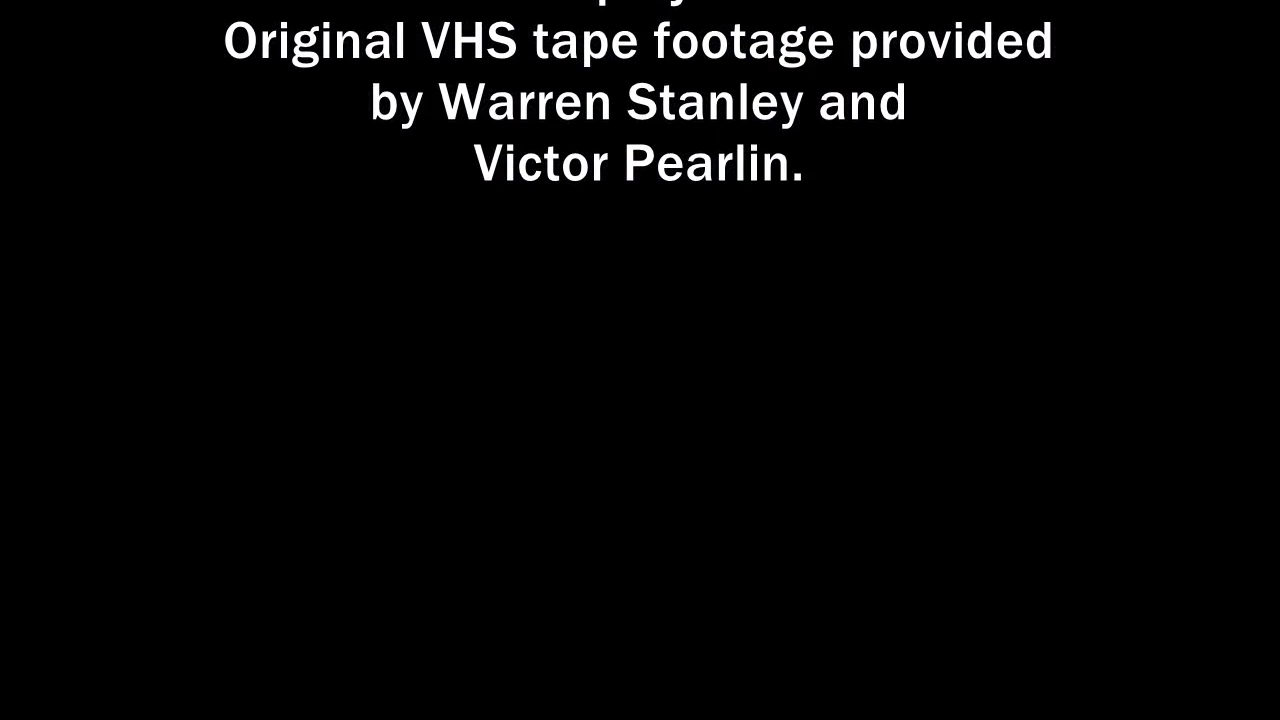 Original VHS tape footage provided
by Warren Stanley and
Victor Pearlin.